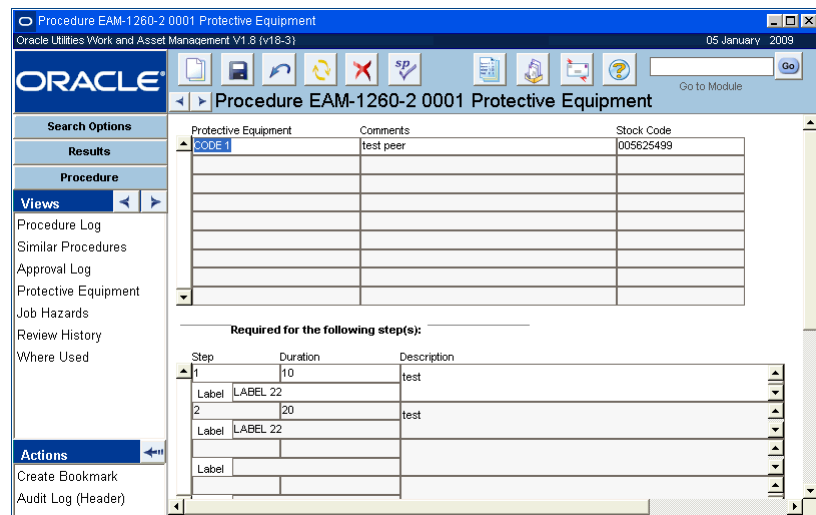 Procedure EAM-1260-2 0001 Protective Equipment
Oracle Utilities Work and Asset Management V1.8 {v18-3} 05 January 2009
ORACLE
sp
Go
Go to Module
Procedure EAM-1260-2 0001 Protective Equipment
Search Options
Results
Procedure
Views
Procedure Log
Similar Procedures
Approval Log
Protective Equipment
Job Hazards
Review History
Where Used
Actions
Create Bookmark
Audit Log (Header)
Protective Equipment Comments Stock Code
CODE 1 test peer 005625499
Required for the following step(s):
Step Duration Description
1 10 test
Label LABEL 22
2 20 test
Label LABEL 22
Label